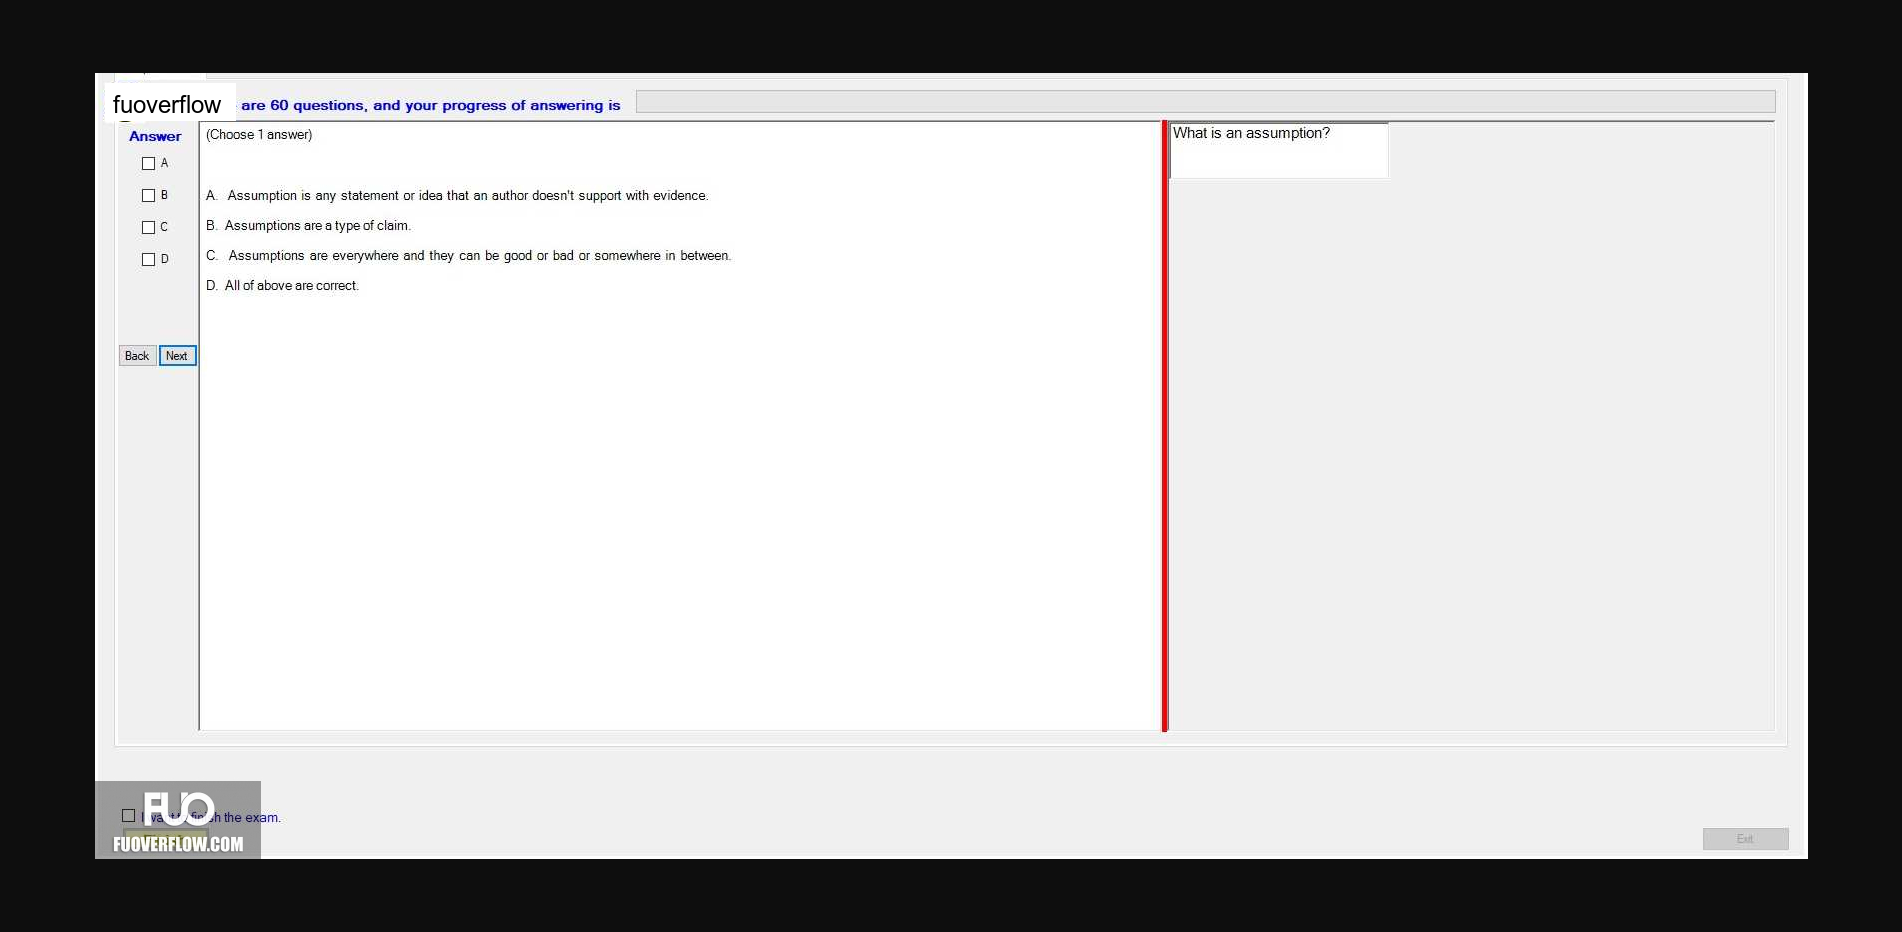 fuoverflow are 60 questions, and your progress of answering is
Answer
(Choose 1 answer)
What is an assumption?
A
B
C
D
A. Assumption is any statement or idea that an author doesn't support with evidence.
B. Assumptions are a type of claim.
C. Assumptions are everywhere and they can be good or bad or somewhere in between.
D. All of above are correct.
Back Next
FUO
the exam.
FUOVERFLOW.COM
Exit